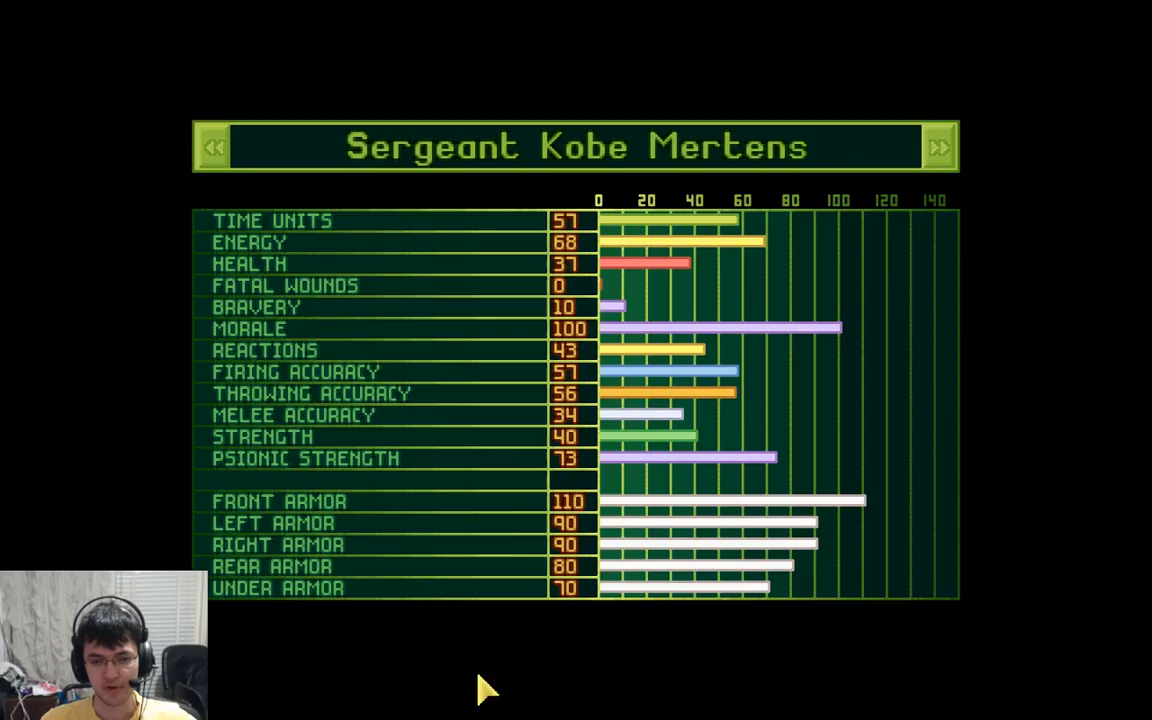 Sergeant Kobe Mertens
0 20 40 60 80 100 120 140
TIME UNITS 57
ENERGY 68
HEALTH 37
FATAL WOUNDS 0
BRAVERY 10
MORALE 100
REACTIONS 43
FIRING ACCURACY 57
THROWING ACCURACY 56
MELEE ACCURACY 34
STRENGTH 40
PSIONIC STRENGTH 73
FRONT ARMOR 110
LEFT ARMOR 90
RIGHT ARMOR 90
REAR ARMOR 80
UNDER ARMOR 70